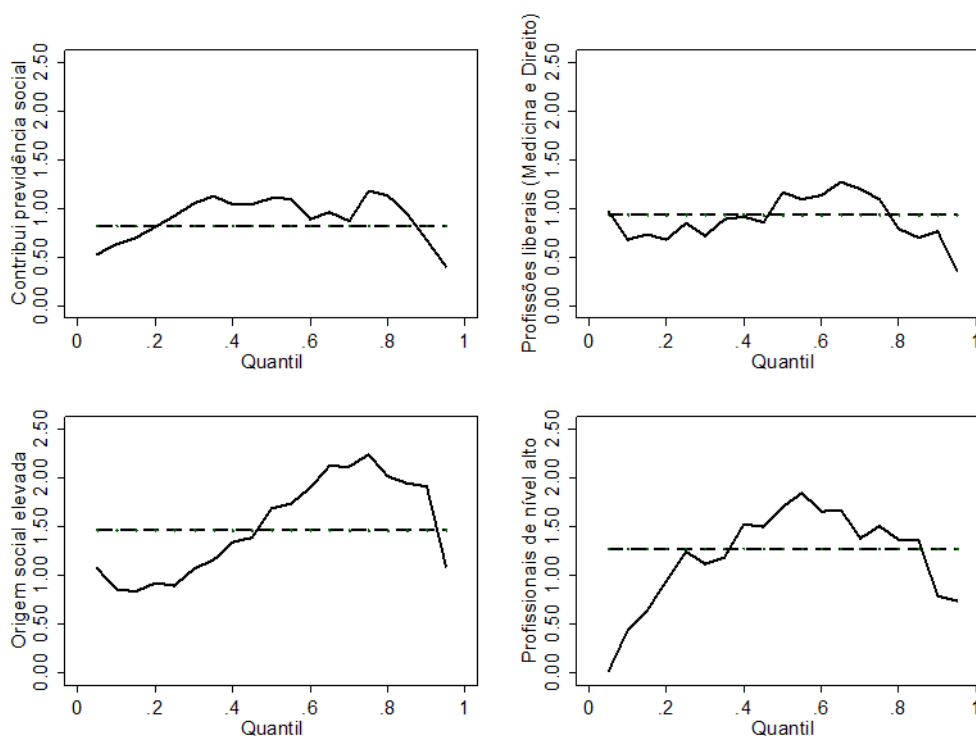 Contribui previdência social
0.00 0.50 1.00 1.50 2.00 2.50
0 .2 .4 .6 .8 1
Quantil
Profissões liberais (Medicina e Direito)
0.00 0.50 1.00 1.50 2.00 2.50
0 .2 .4 .6 .8 1
Quantil
Origem social elevada
0.00 0.50 1.00 1.50 2.00 2.50
0 .2 .4 .6 .8 1
Quantil
Profissionais de nível alto
0.00 0.50 1.00 1.50 2.00 2.50
0 .2 .4 .6 .8 1
Quantil